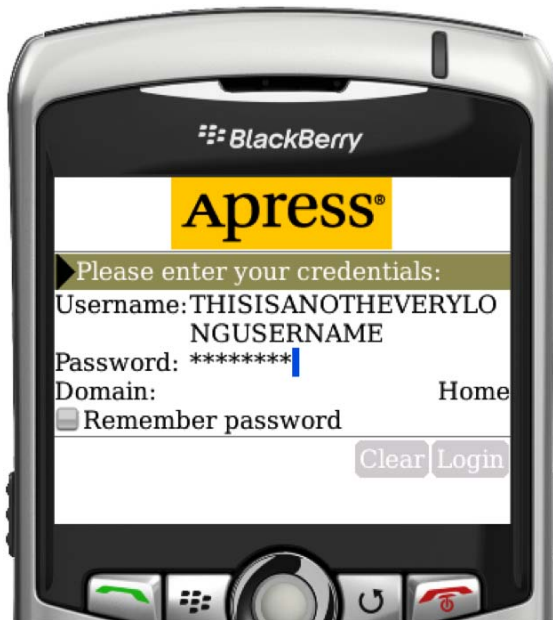 BlackBerry
Apress®
Please enter your credentials:
Username: THISISANOTHEVERYLO
NGUSERNAME
Password: ********
Domain: Home
Remember password
Clear Login